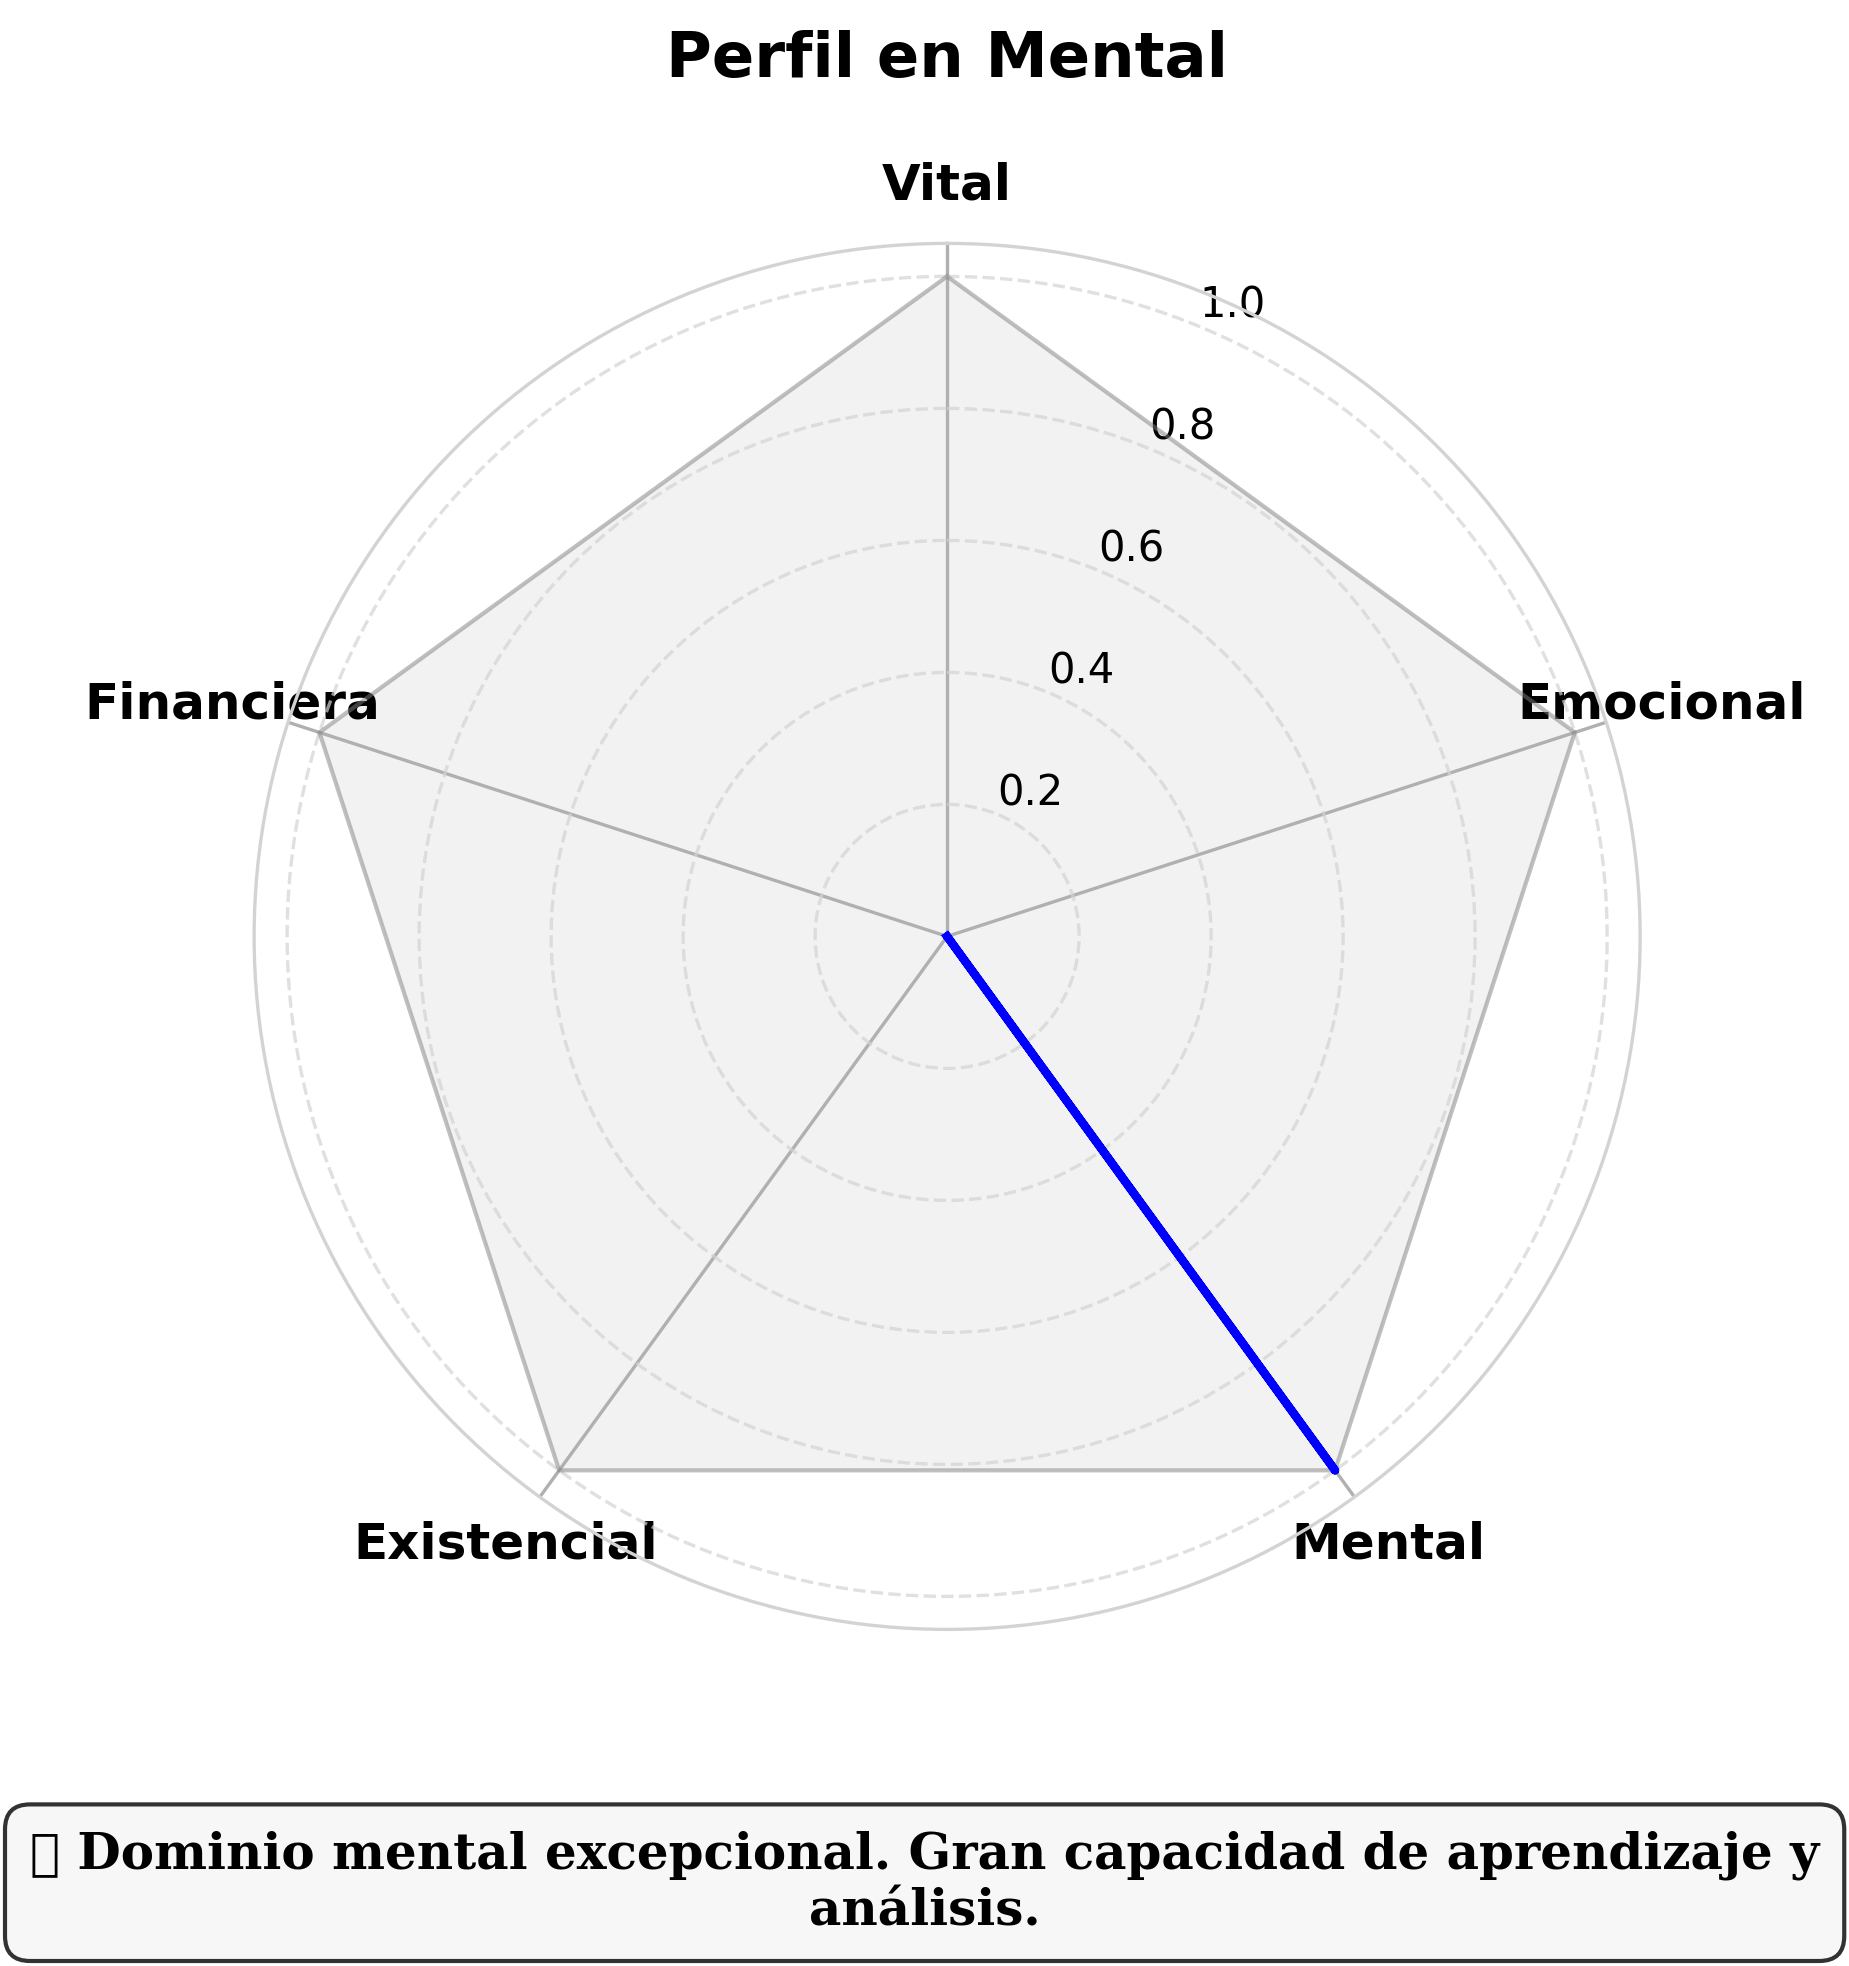 Perfil en Mental
Vital
1.0
0.8
0.6
0.4
0.2
Financiera
Emocional
Existencial
Mental
Dominio mental excepcional. Gran capacidad de aprendizaje y
análisis.